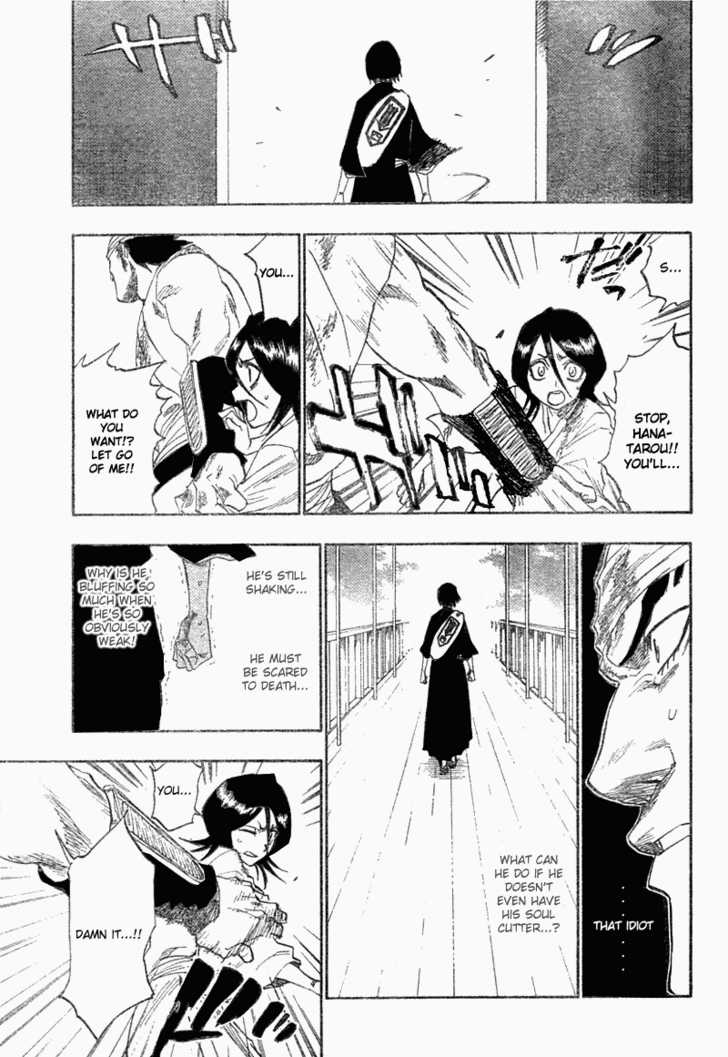 ギャ
S...
STOP,
HANA-
TAROU!!
YOU'LL...
YOU...
WHAT DO
YOU
WANT!?
LET GO
OF ME!!
THAT IDIOT
......
WHAT CAN
HE DO IF HE
DOESN'T
EVEN HAVE
HIS SOUL
CUTTER...?
HE'S STILL
SHAKING...
HE MUST
BE SCARED
TO DEATH...
WHY IS HE
BLUFFING SO
MUCH WHEN
HE'S SO
OBVIOUSLY
WEAK!
YOU...
DAMN IT...!!